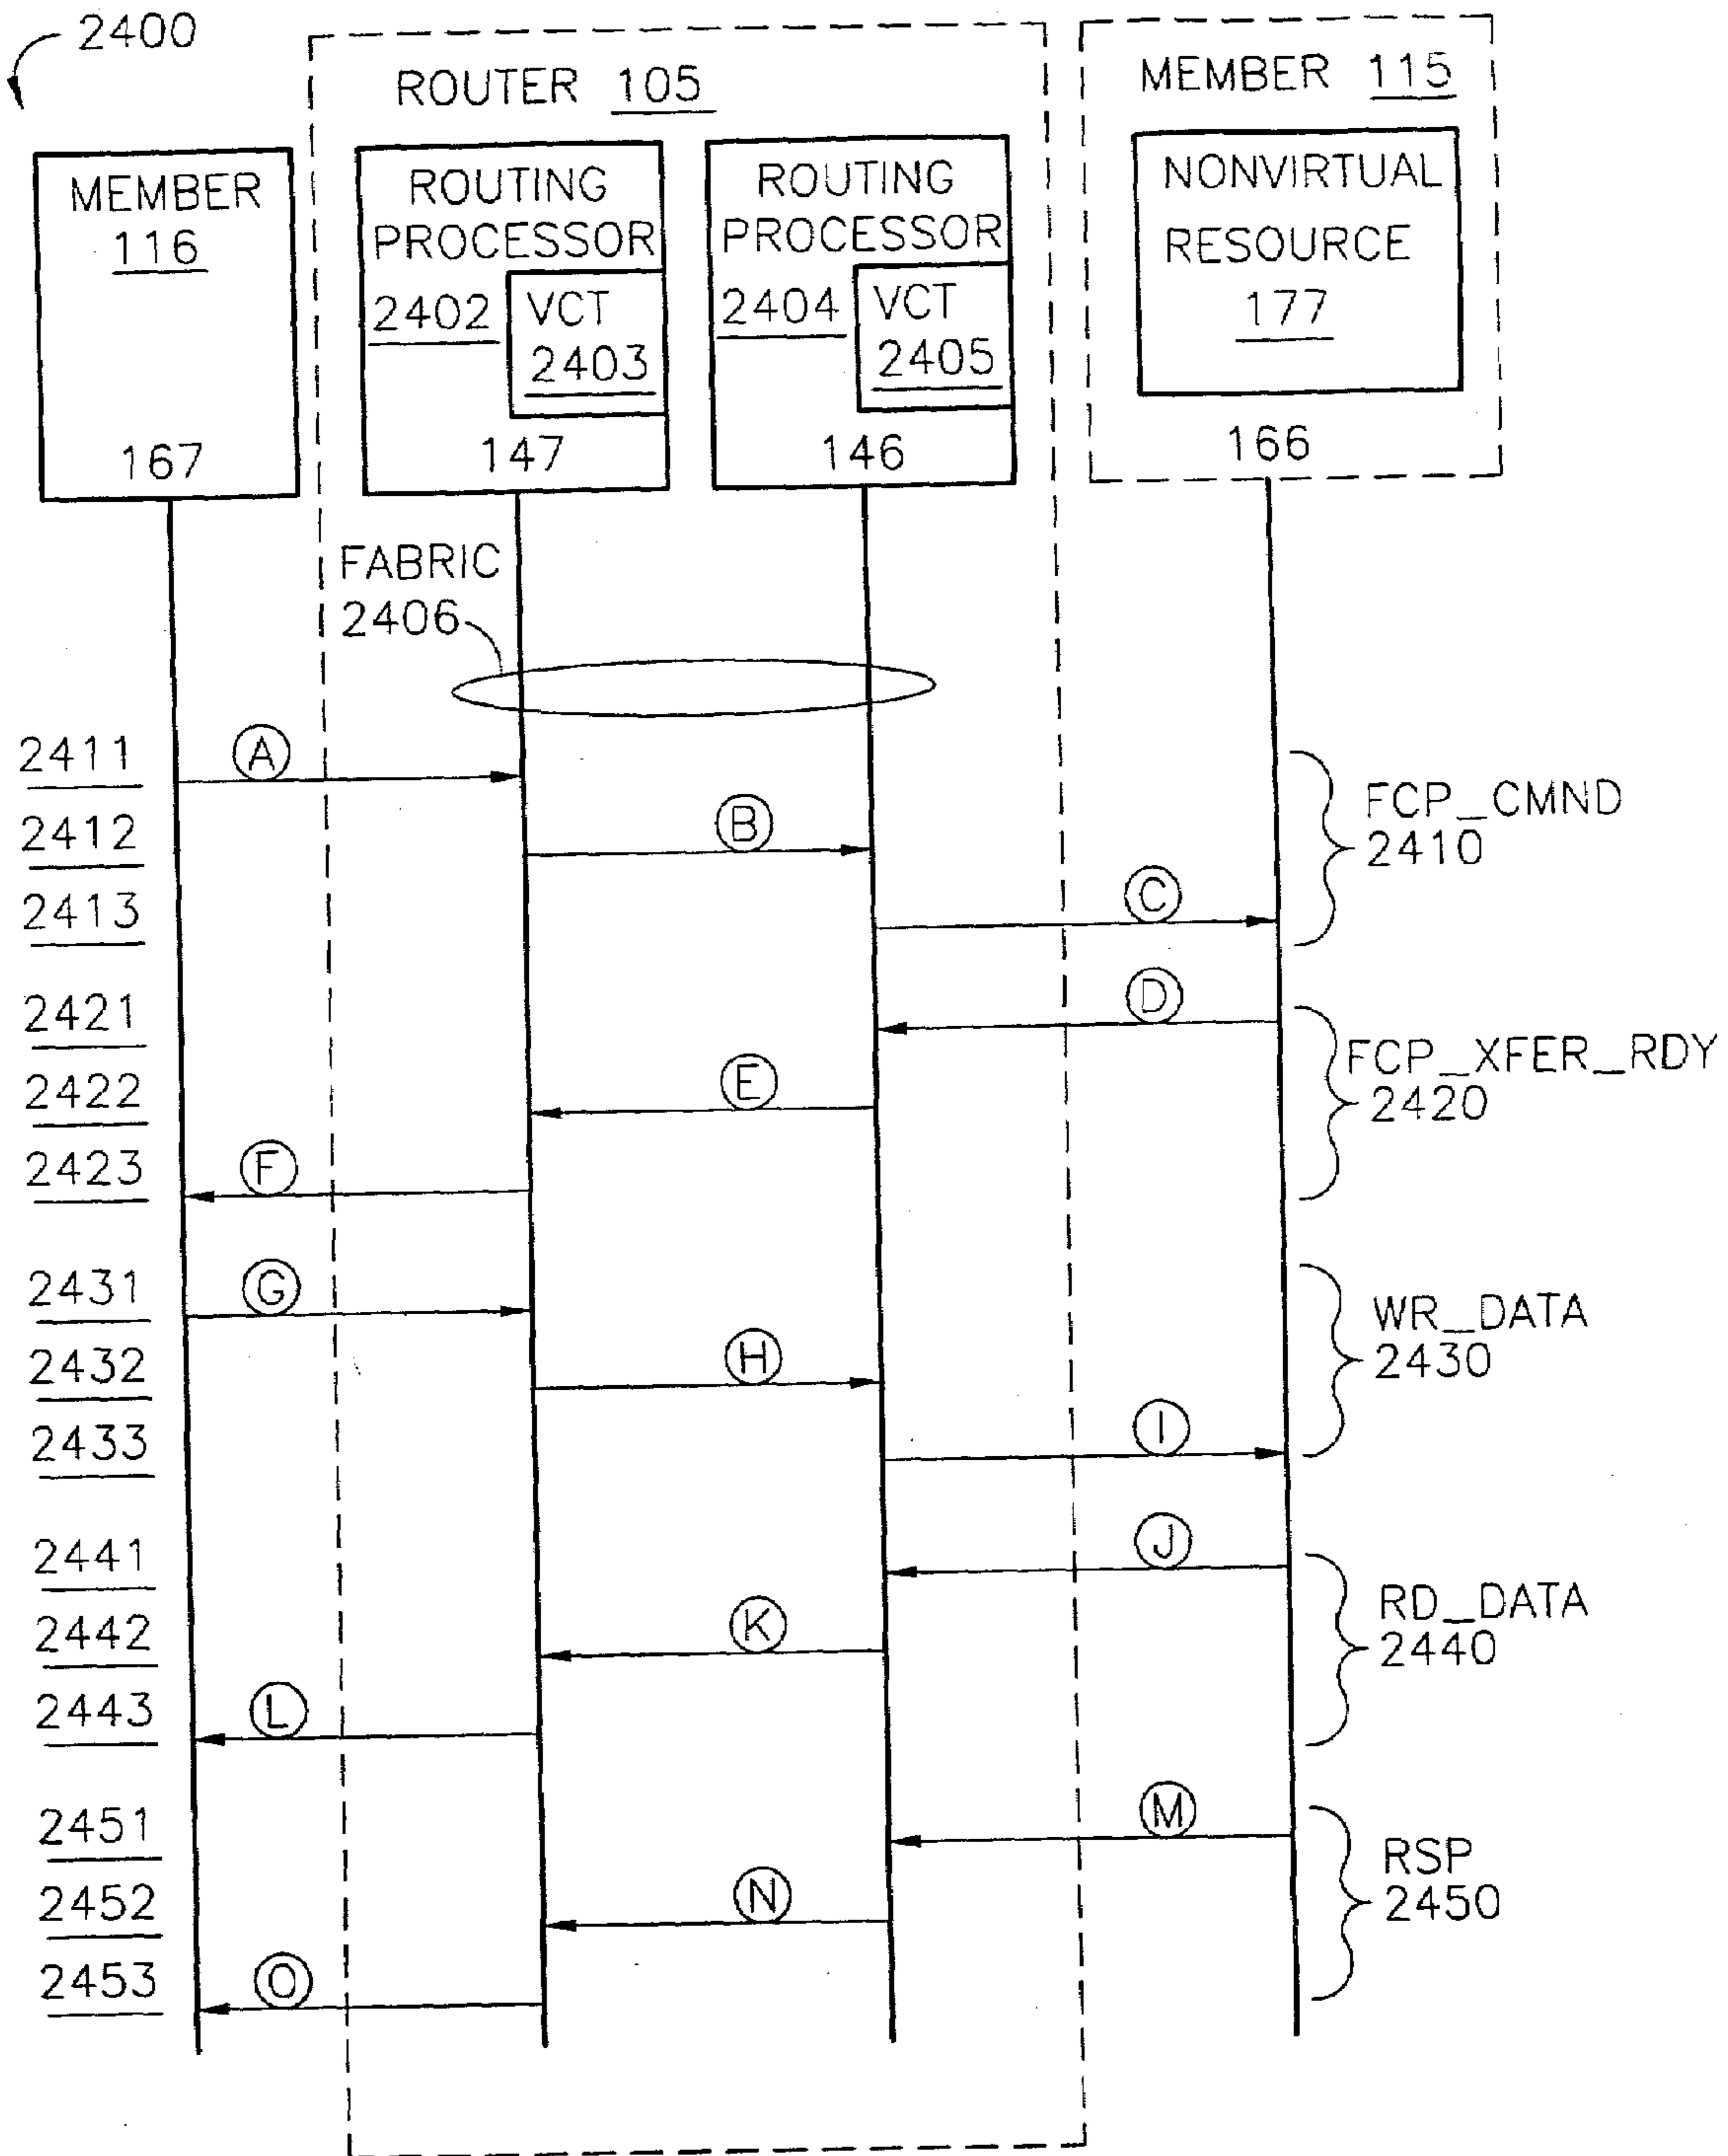 2400
ROUTER 105
MEMBER 115
MEMBER
116
167
ROUTING
PROCESSOR
2402
VCT
2403
147
ROUTING
PROCESSOR
2404
VCT
2405
146
NONVIRTUAL
RESOURCE
177
166
FABRIC
2406
2411
A
2412
B
2413
C
FCP_CMND
2410
2421
D
2422
E
2423
F
FCP_XFER_RDY
2420
2431
G
2432
H
2433
I
WR_DATA
2430
2441
J
2442
K
2443
L
RD_DATA
2440
2451
M
2452
N
2453
O
RSP
2450